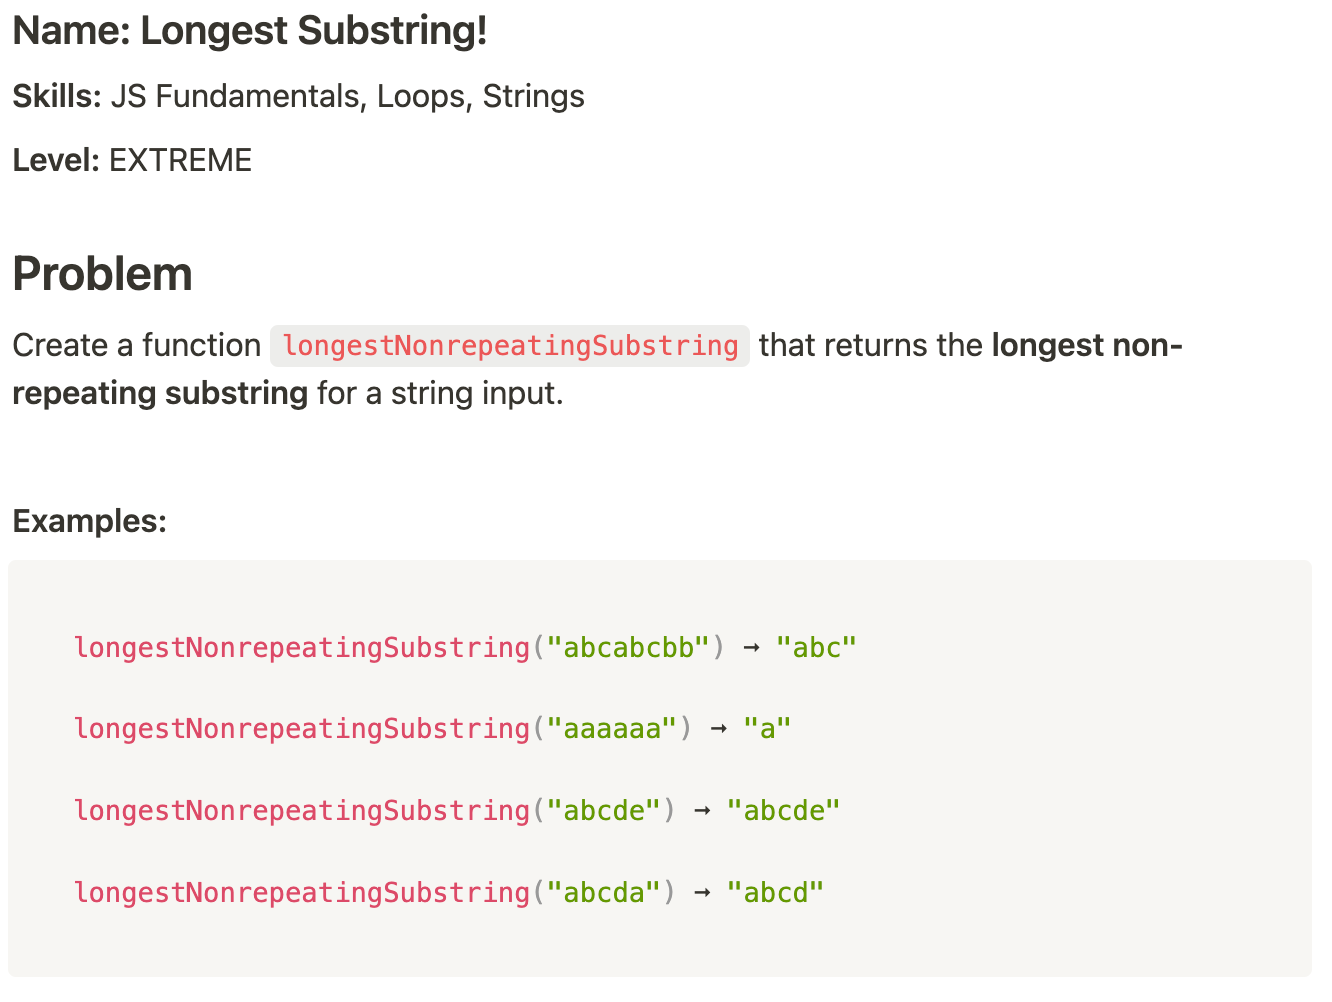 Name: Longest Substring!
Skills: JS Fundamentals, Loops, Strings
Level: EXTREME
Problem
Create a function longestNonrepeatingSubstring that returns the longest non-
repeating substring for a string input.
Examples:
longestNonrepeatingSubstring("abcabcbb") → "abc"
longestNonrepeatingSubstring("aaaaaa") → "a"
longestNonrepeatingSubstring("abcde") → "abcde"
longestNonrepeatingSubstring("abcda") → "abcd"